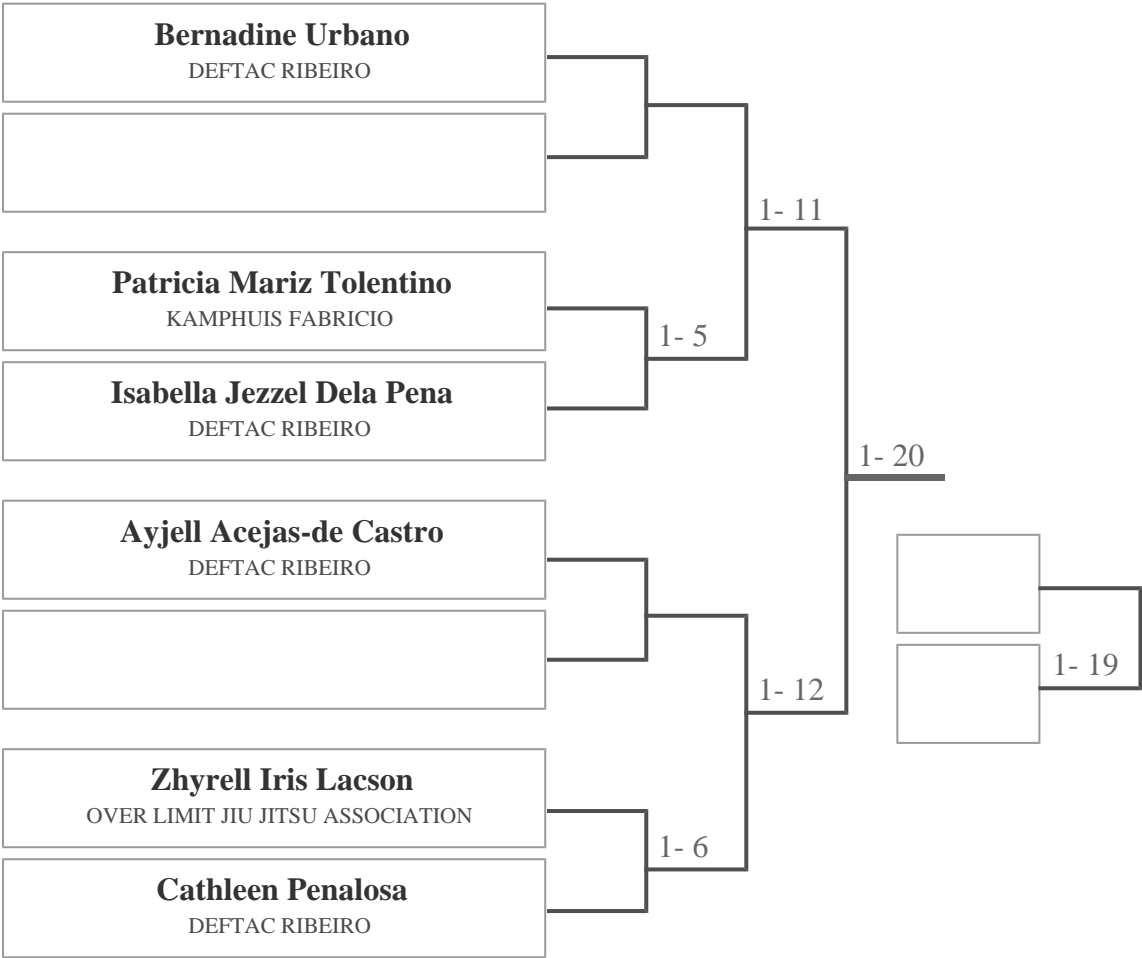 Bernadine Urbano
DEFTAC RIBEIRO
1- 11
Patricia Mariz Tolentino
KAMPHUIS FABRICIO
1- 5
Isabella Jezzel Dela Pena
DEFTAC RIBEIRO
1- 20
Ayjell Acejas-de Castro
DEFTAC RIBEIRO
1- 19
1- 12
Zhyrell Iris Lacson
OVER LIMIT JIU JITSU ASSOCIATION
1- 6
Cathleen Penalosa
DEFTAC RIBEIRO